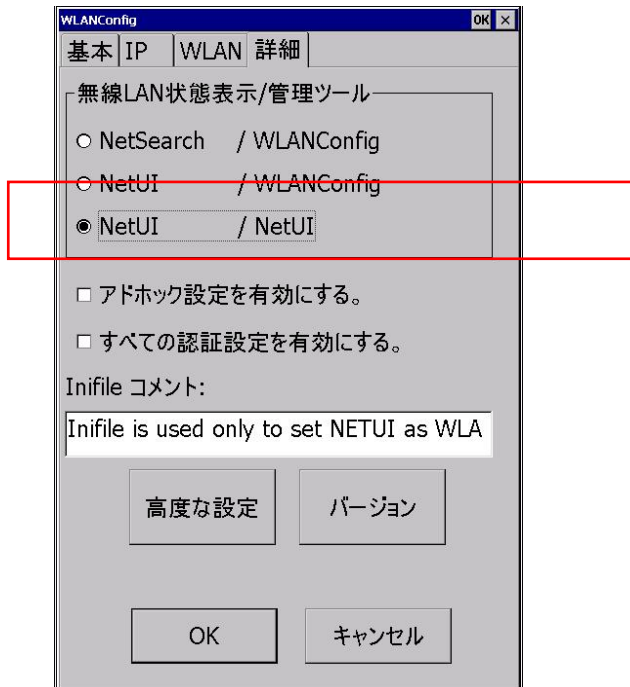 WLANConfig OK ×
基本 IP WLAN 詳細
無線LAN状態表示/管理ツール
NetSearch / WLANConfig
NetUI / WLANConfig
NetUI / NetUI
アドホック設定を有効にする。
すべての認証設定を有効にする。
Inifile コメント:
Inifile is used only to set NETUI as WLA
高度な設定 バージョン
OK キャンセル